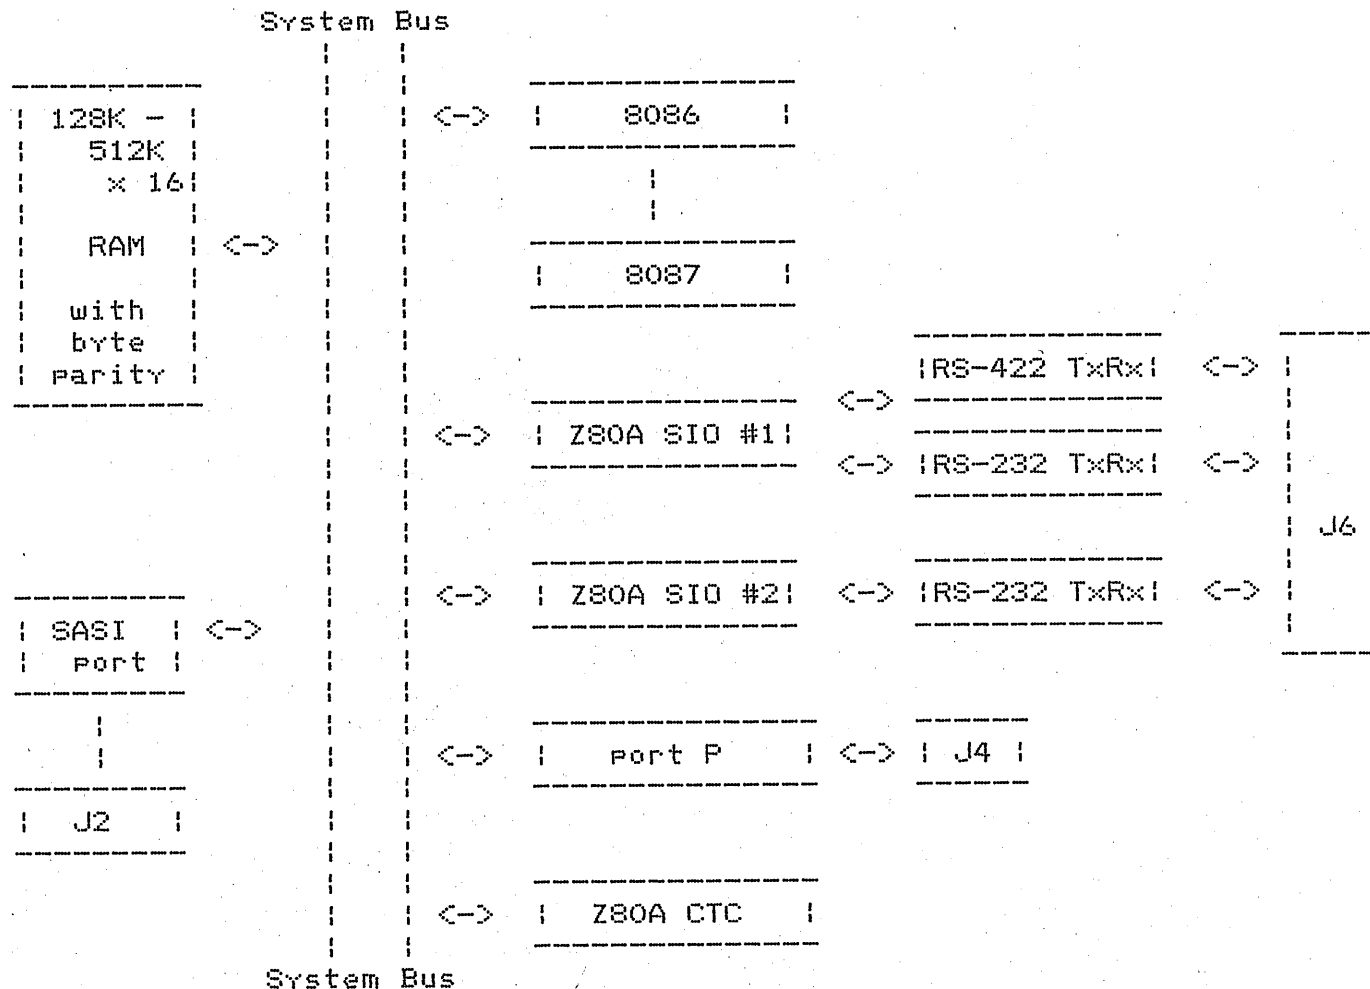 System Bus
128K -
512K
x 16
RAM
with
byte
parity
8086
8087
RS-422 TxRx
Z80A SIO #1
RS-232 TxRx
J6
Z80A SIO #2
RS-232 TxRx
SASI
port
port P
J4
J2
Z80A CTC
System Bus